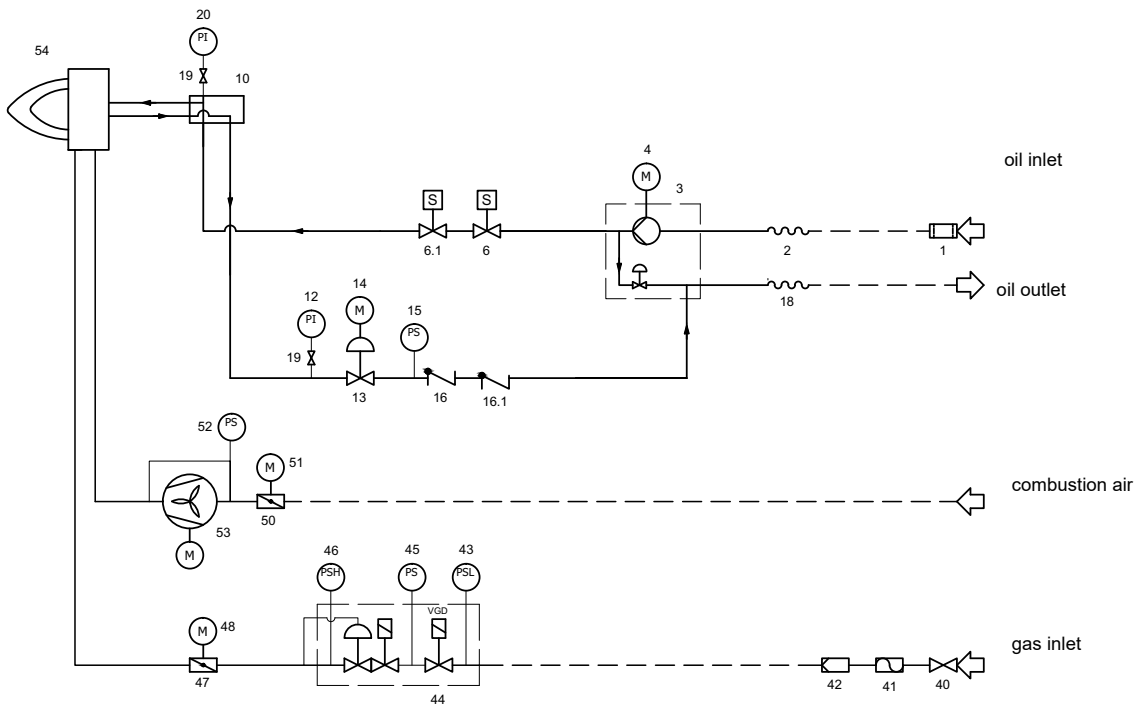 20
PI
54
19
10
4
M
3
oil inlet
S
S
6.1
6
2
1
oil outlet
18
12
PI
14
M
15
PS
19
13
16
16.1
52
PS
M
51
combustion air
50
53
M
46
PSH
45
PS
43
PSL
VGD
M
48
gas inlet
47
44
42
41
40